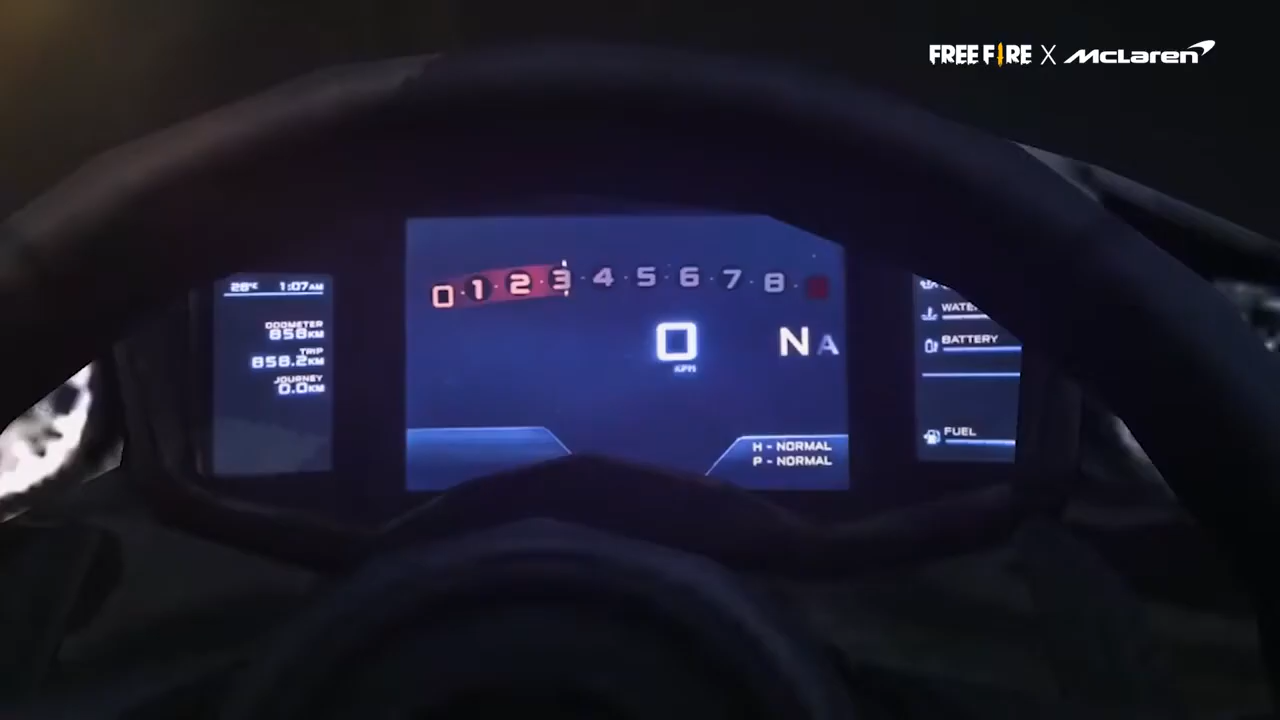 FREE FIRE X McLaren
28°C 1:07AM
ODOMETER
858KM
TRIP
858.2KM
JOURNEY
0.0KM
0 1 2 3 4 5 6 7 8
0 N A
H - NORMAL
P - NORMAL
WATER
BATTERY
FUEL